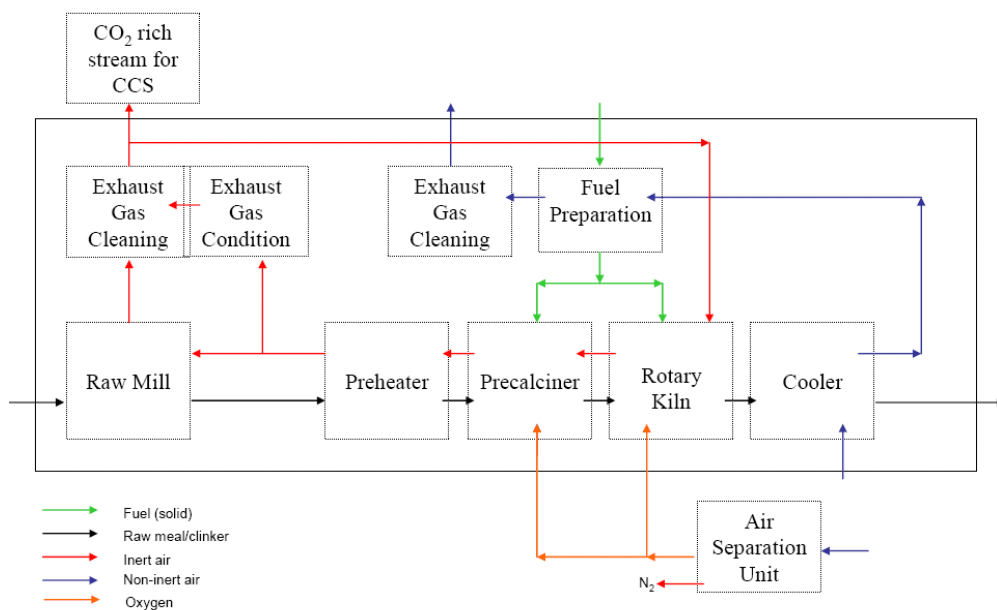 CO₂ rich
stream for
CCS
Exhaust
Gas
Cleaning
Exhaust
Gas
Condition
Exhaust
Gas
Cleaning
Fuel
Preparation
Raw Mill
Preheater
Precalciner
Rotary
Kiln
Cooler
Fuel (solid)
Raw meal/clinker
Inert air
Non-inert air
Oxygen
Air
Separation
Unit
N₂